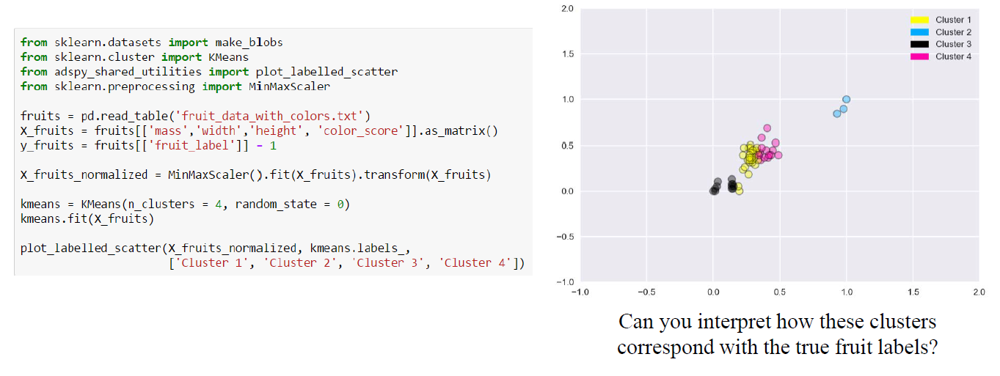 from sklearn.datasets import make_blobs
from sklearn.cluster import KMeans
from adspy_shared_utilities import plot_labelled_scatter
from sklearn.preprocessing import MinMaxScaler
fruits = pd.read_table('fruit_data_with_colors.txt')
X_fruits = fruits[['mass','width','height', 'color_score']].as_matrix()
y_fruits = fruits[['fruit_label']] - 1
X_fruits_normalized = MinMaxScaler().fit(X_fruits).transform(X_fruits)
kmeans = KMeans(n_clusters = 4, random_state = 0)
kmeans.fit(X_fruits)
plot_labelled_scatter(X_fruits_normalized, kmeans.labels_,
['Cluster 1', 'Cluster 2', 'Cluster 3', 'Cluster 4'])
2.0
1.5
1.0
0.5
0.0
−0.5
−1.0
Cluster 1
Cluster 2
Cluster 3
Cluster 4
−1.0 −0.5 0.0 0.5 1.0 1.5 2.0
Can you interpret how these clusters
correspond with the true fruit labels?